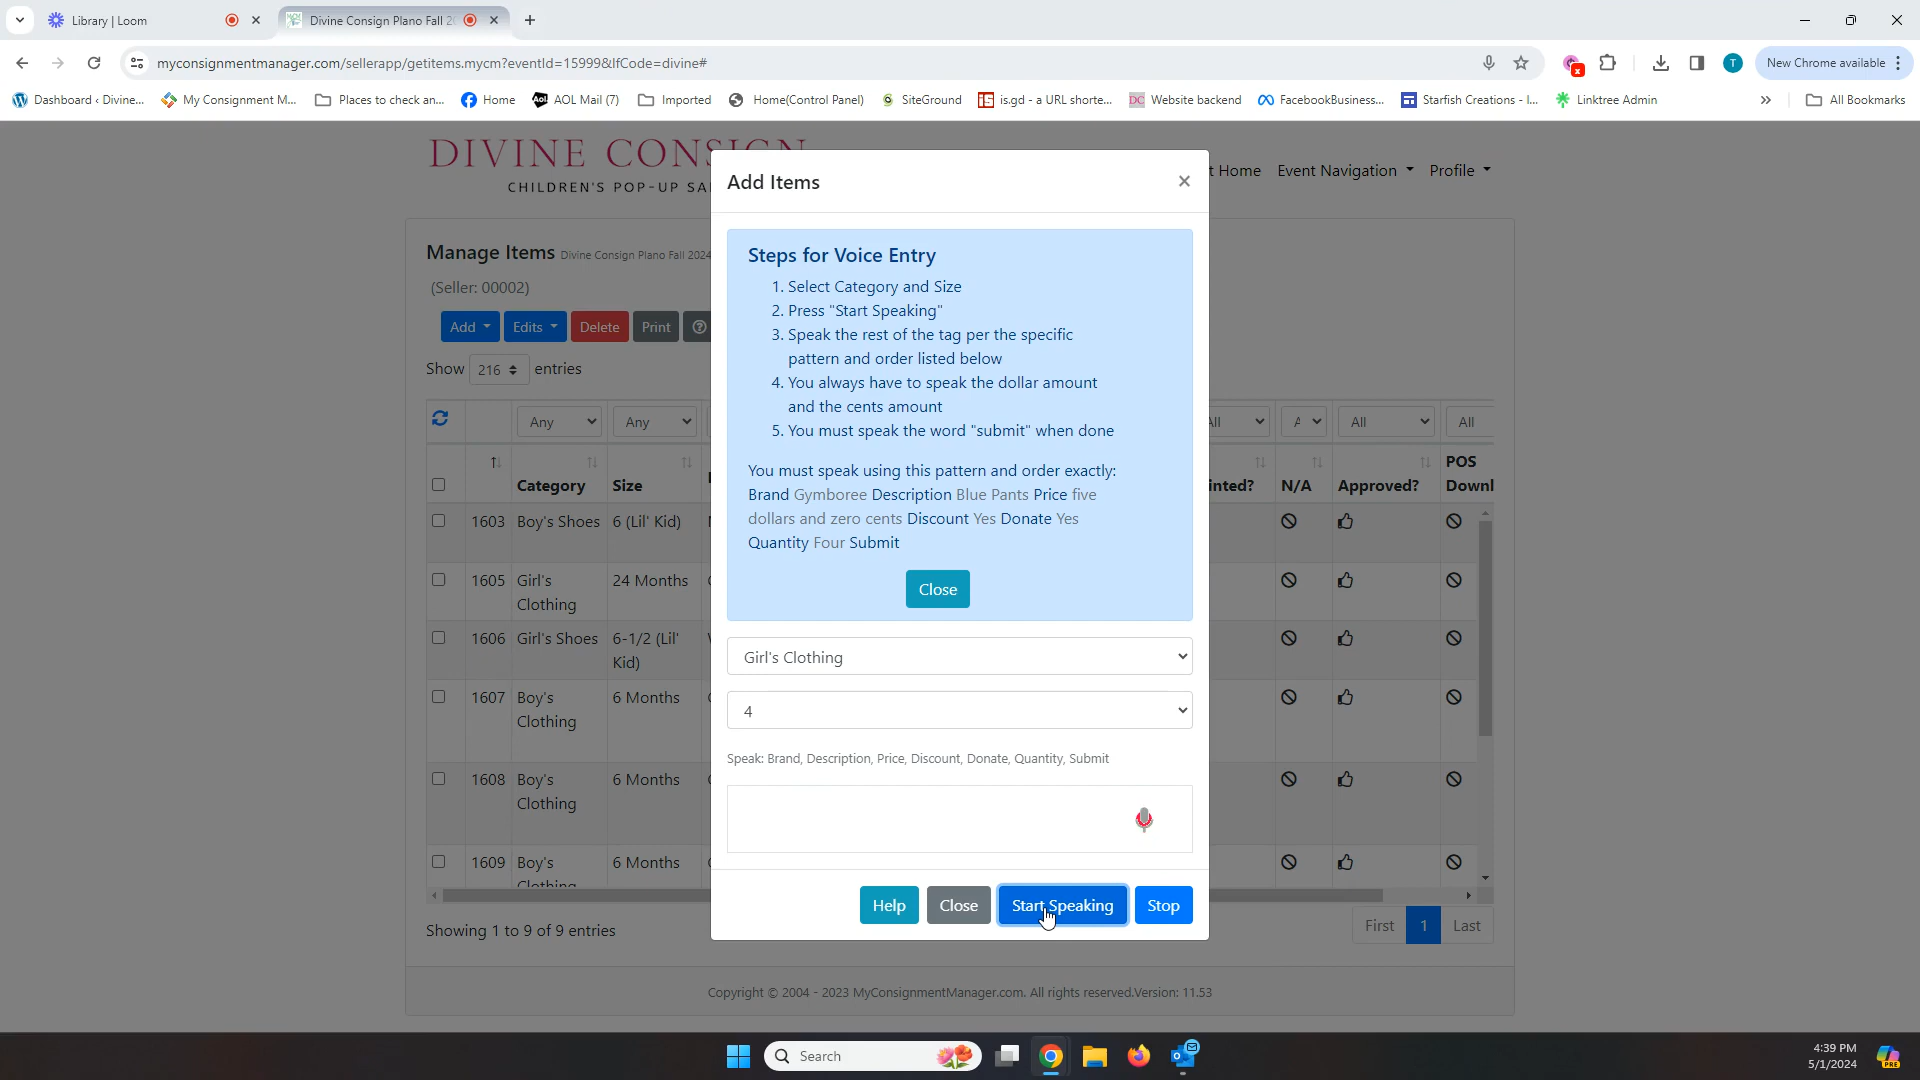 Library | Loom
Divine Consign Plano Fall 2
myconsignmentmanager.com/sellerapp/getitems.mycm?eventId=15999&lfCode=divine#
T
New Chrome available
Dashboard ‹ Divine...
My Consignment M...
Places to check an...
Home
AOL Mail (7)
Imported
Home(Control Panel)
SiteGround
is.gd - a URL shorte...
Website backend
FacebookBusiness...
Starfish Creations - I...
Linktree Admin
»
All Bookmarks
DIVINE CONSIGN
CHILDREN'S POP-UP SA
t Home
Event Navigation
Profile
Manage Items Divine Consign Plano Fall 2024
(Seller: 00002)
Add
Edits
Delete
Print
Show 216 entries
Any
Any
All
A
All
All
Category
Size
inted?
N/A
Approved?
POS
Downl
1603 Boy's Shoes 6 (Lil' Kid)
1605 Girl's Clothing 24 Months
1606 Girl's Shoes 6-1/2 (Lil' Kid)
1607 Boy's Clothing 6 Months
1608 Boy's Clothing 6 Months
1609 Boy's Clothing 6 Months
Showing 1 to 9 of 9 entries
First
1
Last
Copyright © 2004 - 2023 MyConsignmentManager.com. All rights reserved.Version: 11.53
Add Items
×
Steps for Voice Entry
1. Select Category and Size
2. Press "Start Speaking"
3. Speak the rest of the tag per the specific
pattern and order listed below
4. You always have to speak the dollar amount
and the cents amount
5. You must speak the word "submit" when done
You must speak using this pattern and order exactly:
Brand Gymboree Description Blue Pants Price five
dollars and zero cents Discount Yes Donate Yes
Quantity Four Submit
Close
Girl's Clothing
4
Speak: Brand, Description, Price, Discount, Donate, Quantity, Submit
Help
Close
Start Speaking
Stop
Search
4:39 PM
5/1/2024